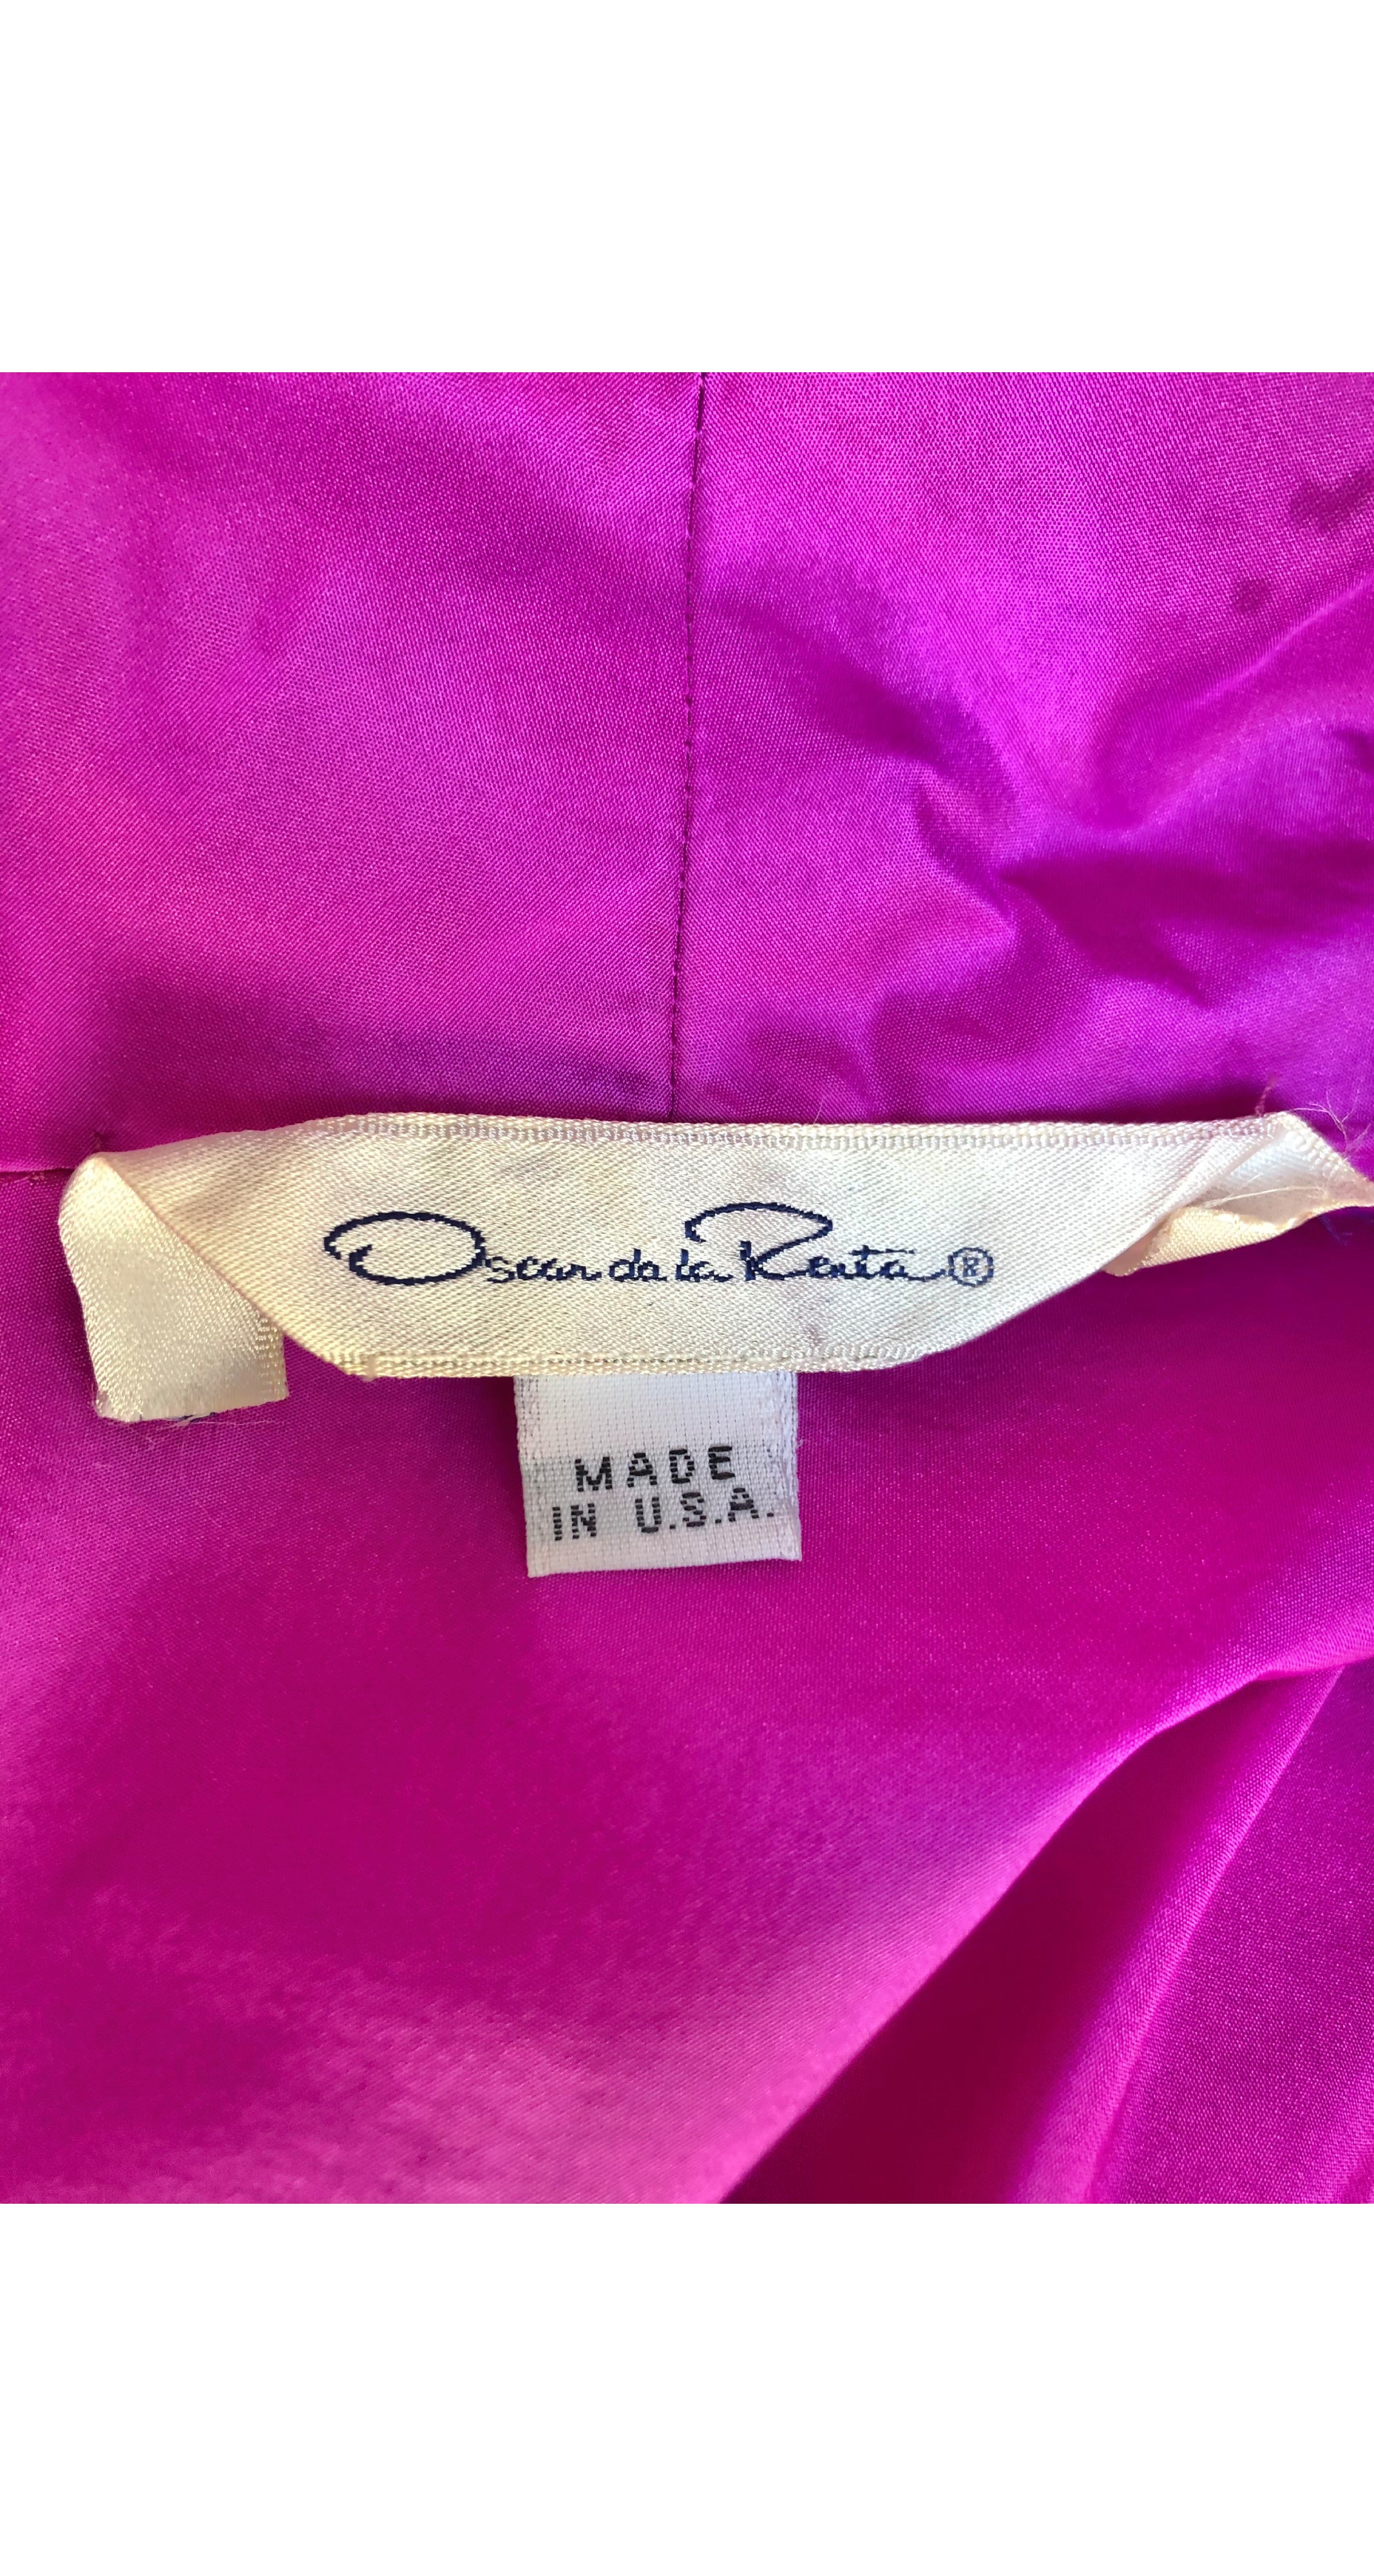 Oscar de la Renta®
MADE
IN U.S.A.